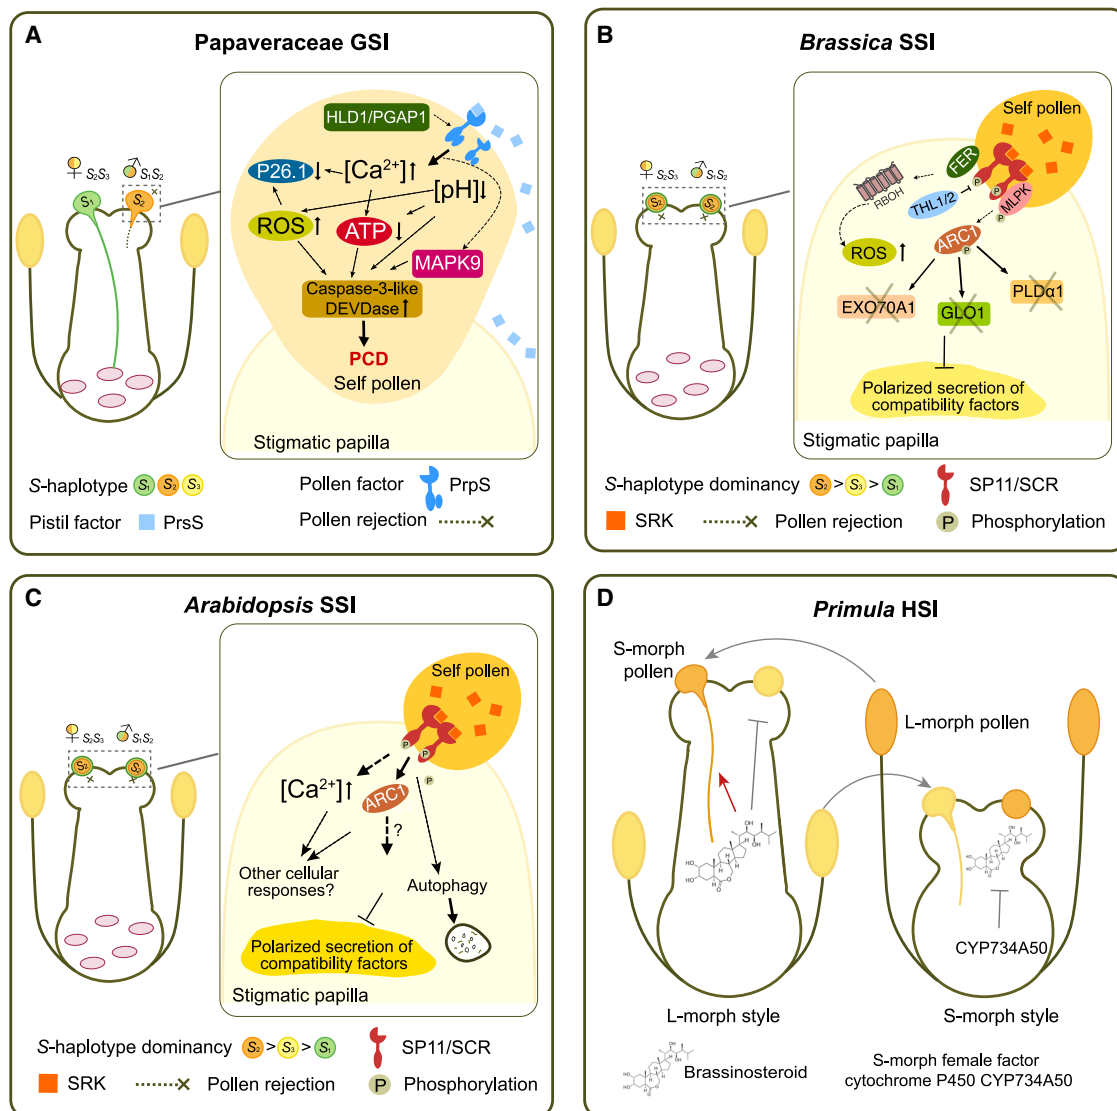 A
Papaveraceae GSI
♀ S2S3
♂ S1S2
S1
S2
HLD1/PGAP1
P26.1
[Ca2+]
[pH]
ROS
ATP
MAPK9
Caspase-3-like
DEVDase
PCD
Self pollen
Stigmatic papilla
S-haplotype S1 S2 S3
Pollen factor PrpS
Pistil factor PrsS
Pollen rejection
B
Brassica SSI
♀ S2S3
♂ S1S2
S2
S2
Self pollen
FER
RBOH
THL1/2
P
P
MLPK
P
ARC1
P
ROS
EXO70A1
GLO1
PLDα1
Polarized secretion of
compatibility factors
Stigmatic papilla
S-haplotype dominancy S2 > S3 > S1
SP11/SCR
SRK
Pollen rejection
P Phosphorylation
C
Arabidopsis SSI
♀ S2S3
♂ S1S2
S2
S2
Self pollen
P
P
P
[Ca2+]
ARC1
?
Other cellular
responses?
Autophagy
Polarized secretion of
compatibility factors
Stigmatic papilla
S-haplotype dominancy S2 > S3 > S1
SP11/SCR
SRK
Pollen rejection
P Phosphorylation
D
Primula HSI
S-morph
pollen
L-morph pollen
CYP734A50
L-morph style
S-morph style
Brassinosteroid
S-morph female factor
cytochrome P450 CYP734A50